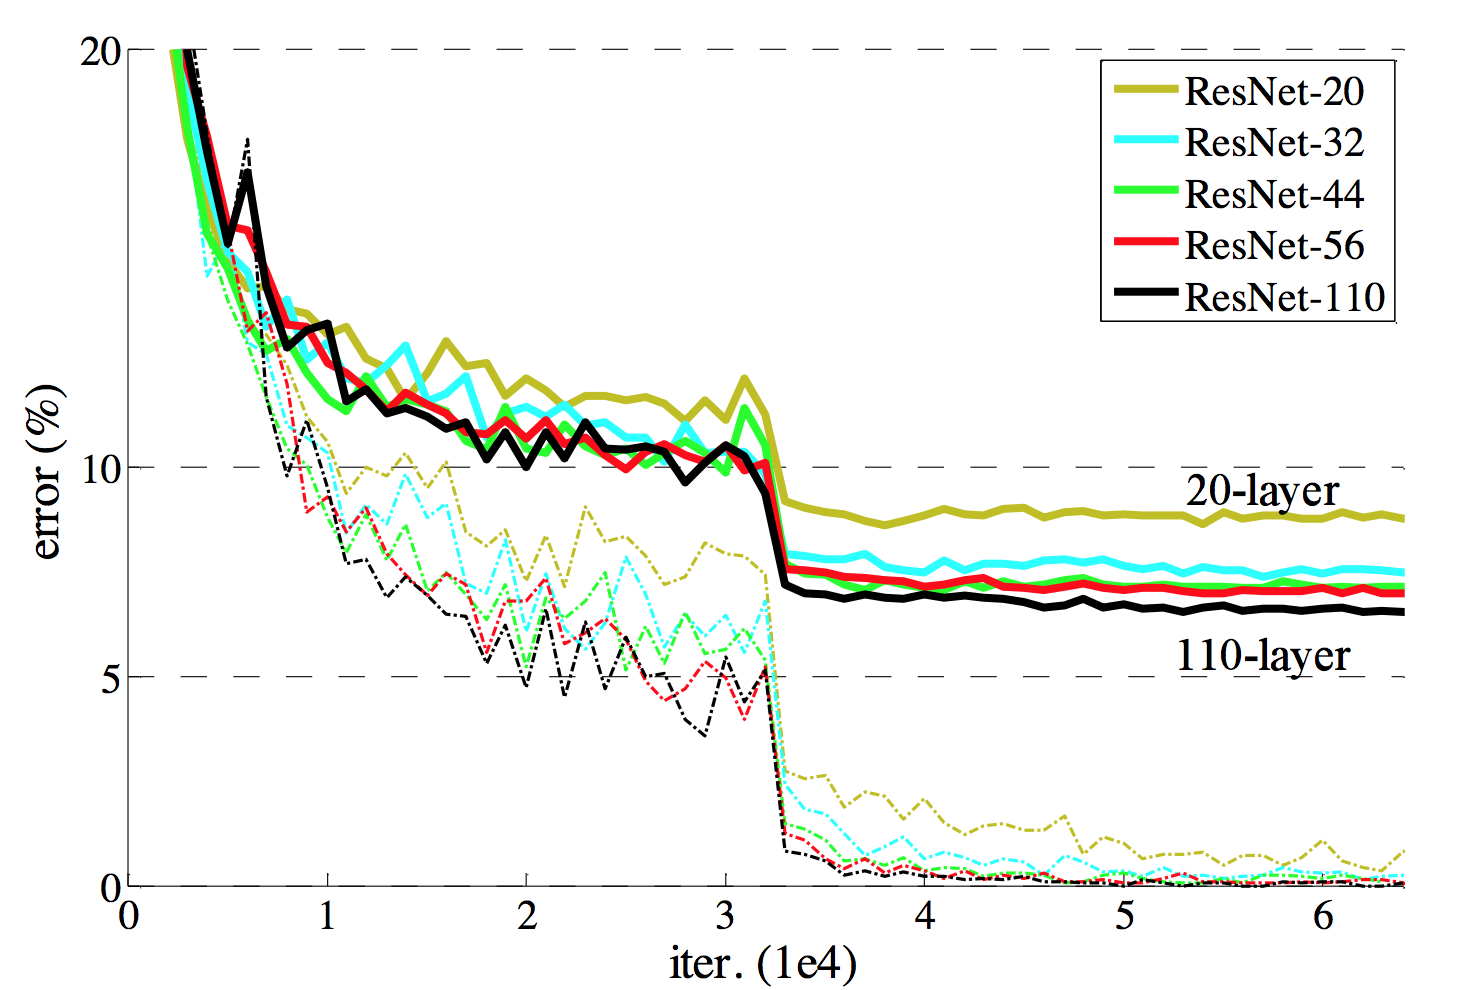 20
ResNet-20
ResNet-32
ResNet-44
ResNet-56
ResNet-110
error (%)
10
20-layer
110-layer
5
0
0 1 2 3 4 5 6
iter. (1e4)